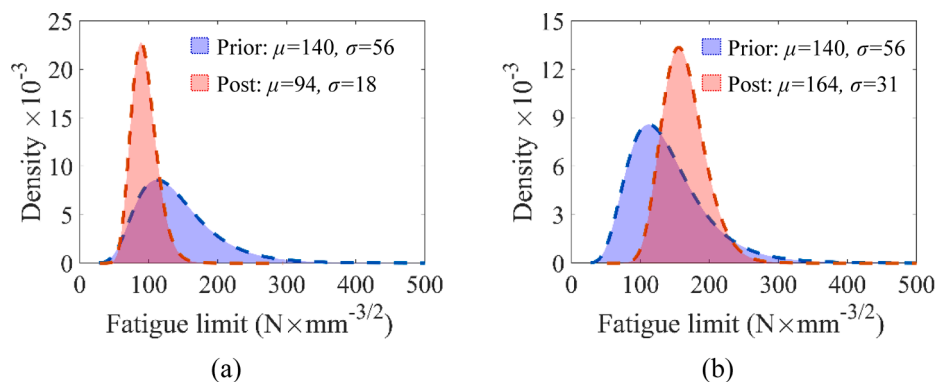 (a)
25
20
15
10
5
0
Density ×10⁻³
Prior: μ=140, σ=56
Post: μ=94, σ=18
0 100 200 300 400 500
Fatigue limit (N×mm^-3/2)
(a)
(b)
15
12
9
6
3
0
Density ×10⁻³
Prior: μ=140, σ=56
Post: μ=164, σ=31
0 100 200 300 400 500
Fatigue limit (N×mm^-3/2)
(b)